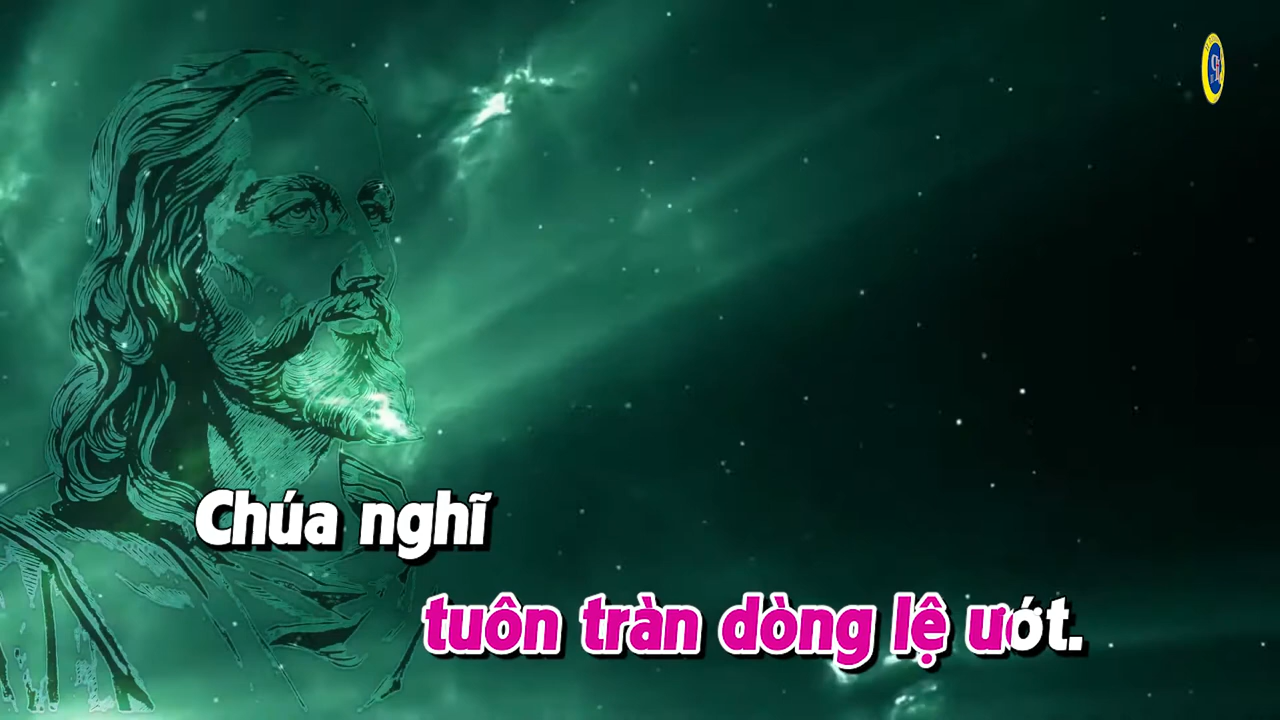 Chúa nghĩ
tuôn tràn dòng lệ ướt.